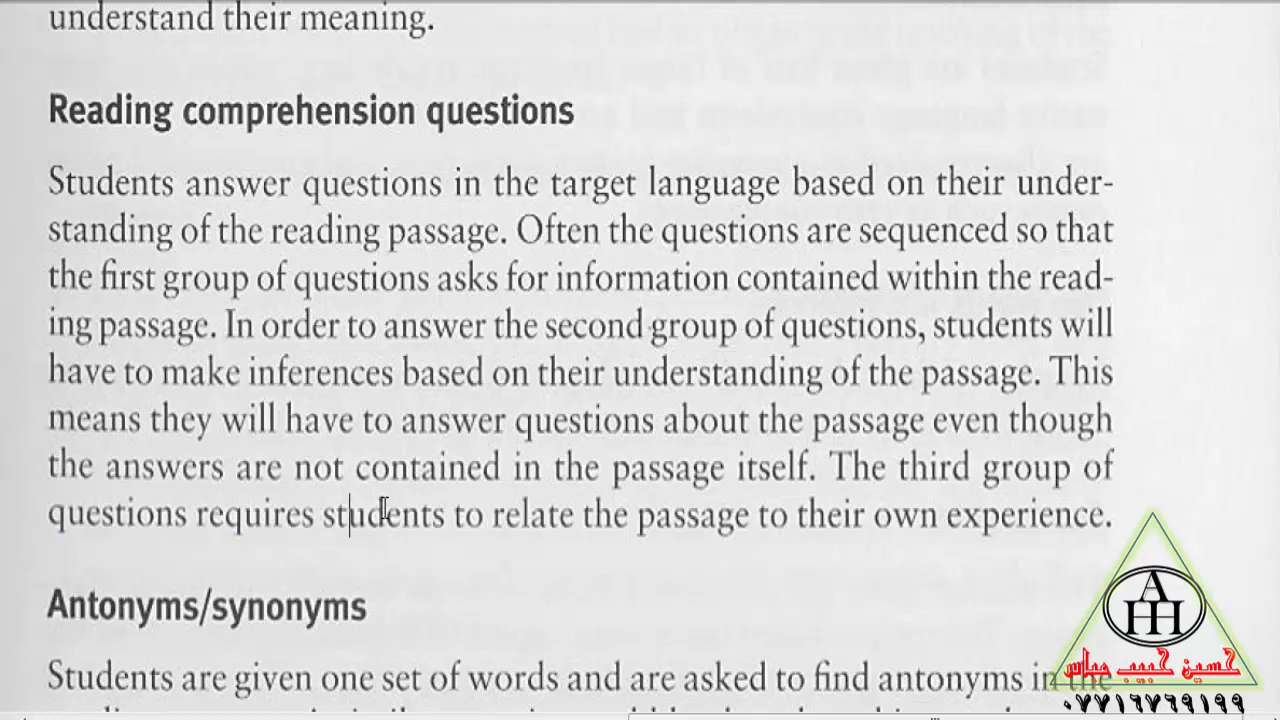 understand their meaning.
Reading comprehension questions
Students answer questions in the target language based on their under-
standing of the reading passage. Often the questions are sequenced so that
the first group of questions asks for information contained within the read-
ing passage. In order to answer the second group of questions, students will
have to make inferences based on their understanding of the passage. This
means they will have to answer questions about the passage even though
the answers are not contained in the passage itself. The third group of
questions requires students to relate the passage to their own experience.
Antonyms/synonyms
Students are given one set of words and are asked to find antonyms in the
AHH
حسين حبيب عباس
٠٧٧١٦٧٦٩١٩٩